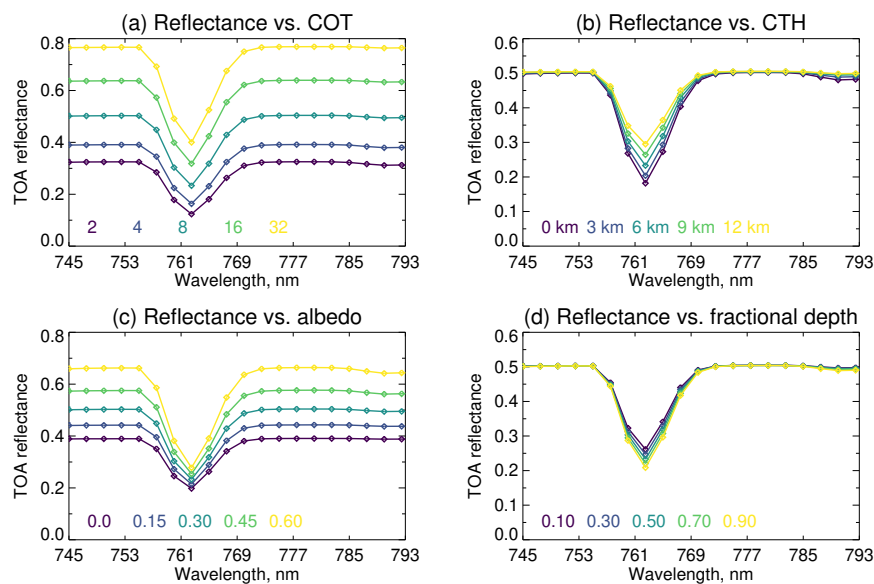 (a) Reflectance vs. COT
0.8
0.6
0.4
0.2
0.0
TOA reflectance
2 4 8 16 32
745 753 761 769 777 785 793
Wavelength, nm
(b) Reflectance vs. CTH
0.6
0.5
0.4
0.3
0.2
0.1
0.0
TOA reflectance
0 km 3 km 6 km 9 km 12 km
745 753 761 769 777 785 793
Wavelength, nm
(c) Reflectance vs. albedo
0.8
0.6
0.4
0.2
0.0
TOA reflectance
0.0 0.15 0.30 0.45 0.60
745 753 761 769 777 785 793
Wavelength, nm
(d) Reflectance vs. fractional depth
0.6
0.5
0.4
0.3
0.2
0.1
0.0
TOA reflectance
0.10 0.30 0.50 0.70 0.90
745 753 761 769 777 785 793
Wavelength, nm